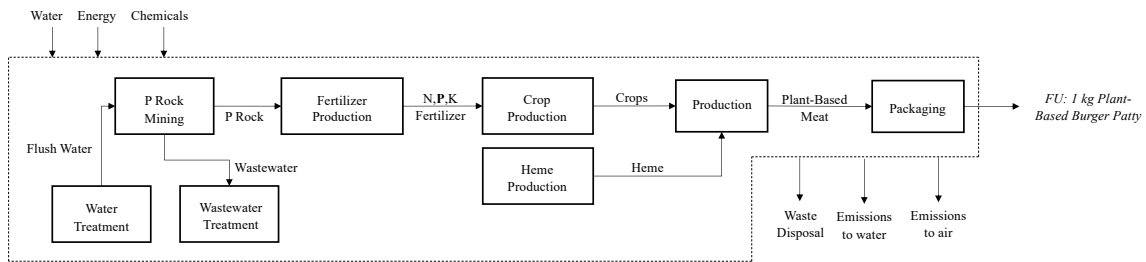 Water
Energy
Chemicals
P Rock
Mining
P Rock
Fertilizer
Production
N,P,K
Fertilizer
Crop
Production
Crops
Production
Plant-Based
Meat
Packaging
FU: 1 kg Plant-
Based Burger Patty
Flush Water
Wastewater
Heme
Production
Heme
Water
Treatment
Wastewater
Treatment
Waste
Disposal
Emissions
to water
Emissions
to air